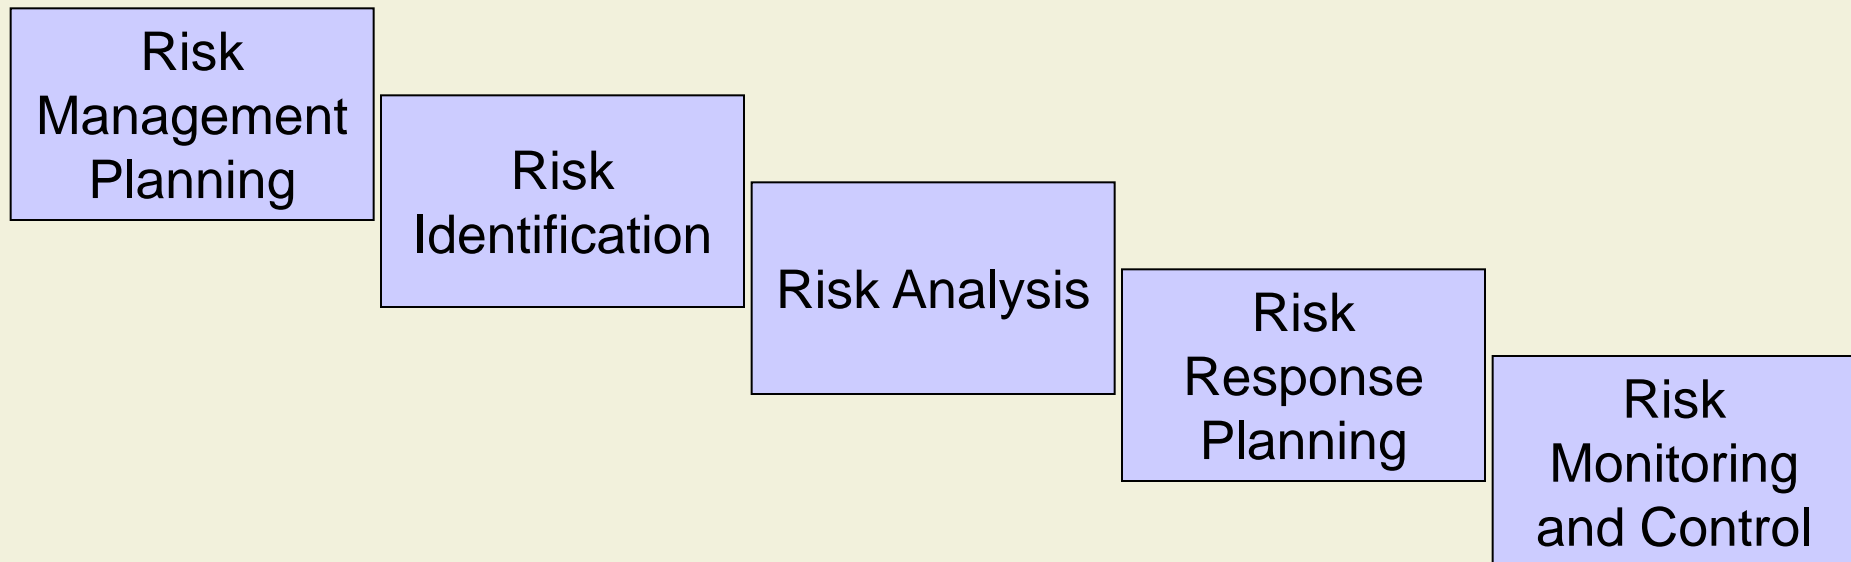 Risk
Management
Planning
Risk
Identification
Risk Analysis
Risk
Response
Planning
Risk
Monitoring
and Control